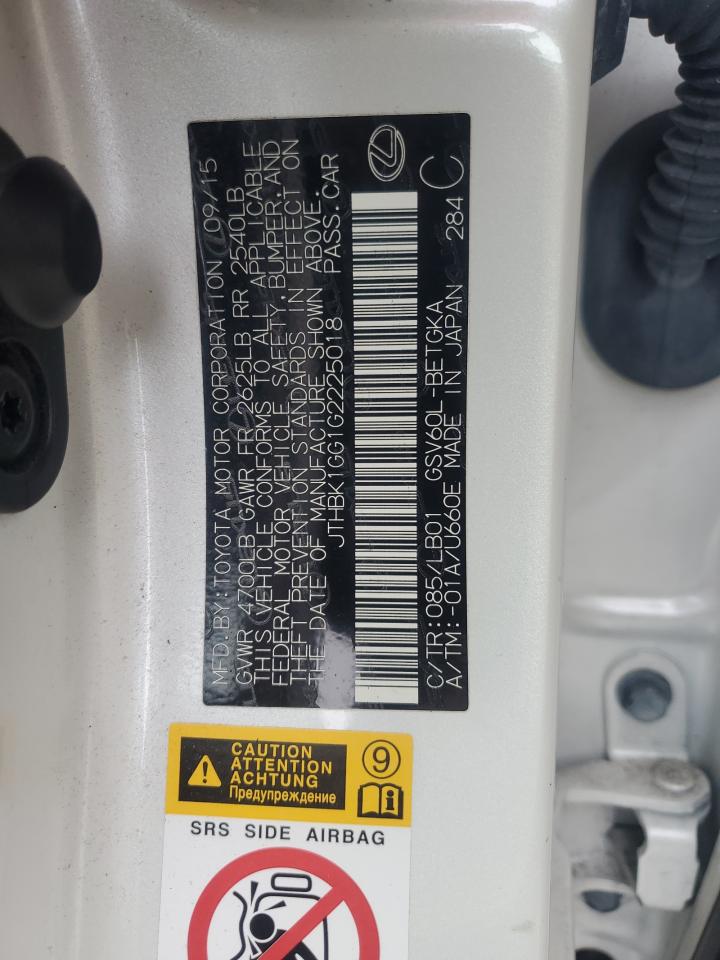 MFD.BY:TOYOTA MOTOR CORPORATION 09/15
GVWR 4700LB GAWR FR 2625LB RR 2540LB
THIS VEHICLE CONFORMS TO ALL APPLICABLE
FEDERAL MOTOR VEHICLE SAFETY,BUMPER,AND
THEFT PREVENTION STANDARDS IN EFFECT ON
THE DATE OF MANUFACTURE SHOWN ABOVE.
JTHBK1GG1G2225018 PASS.CAR
C/TR:085/LB01 GSV60L-BETGKA
A/TM:-01A/U660E MADE IN JAPAN 284 C
CAUTION
ATTENTION
ACHTUNG
Предупреждение
9
i
SRS SIDE AIRBAG